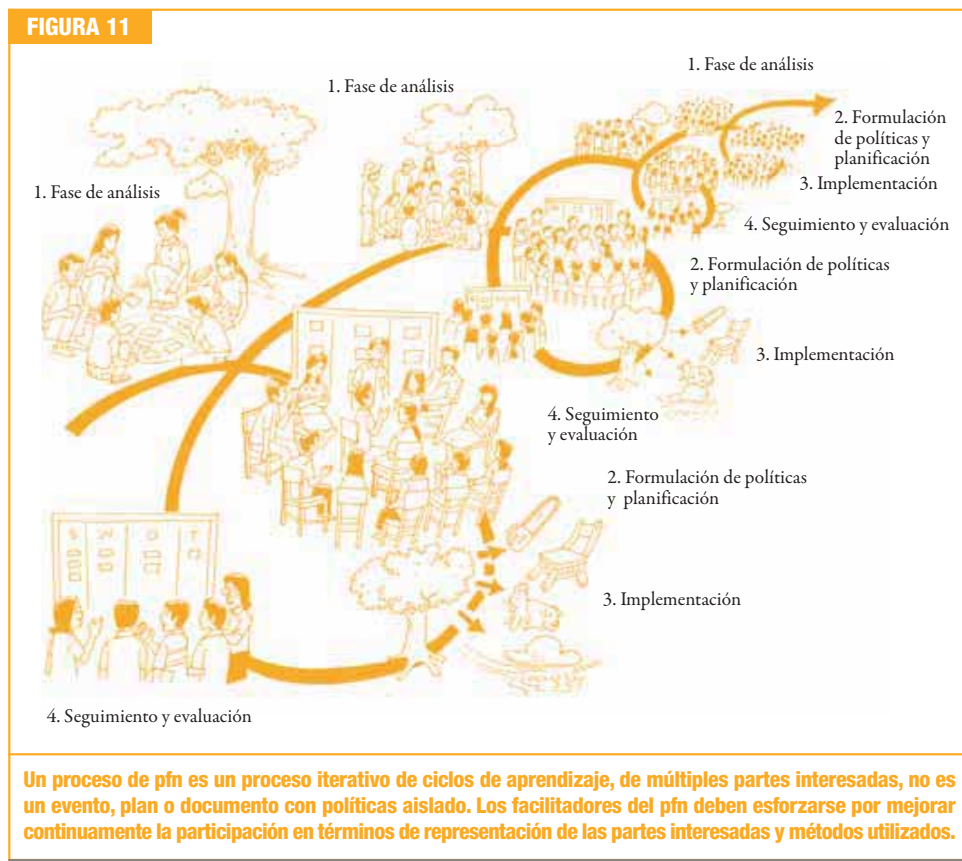 FIGURA 11
1. Fase de análisis
1. Fase de análisis
1. Fase de análisis
2. Formulación
de políticas y
planificación
3. Implementación
4. Seguimiento y evaluación
2. Formulación de políticas
y planificación
3. Implementación
4. Seguimiento
y evaluación
2. Formulación de políticas
y planificación
3. Implementación
S W O T
4. Seguimiento y evaluación
Un proceso de pfn es un proceso iterativo de ciclos de aprendizaje, de múltiples partes interesadas, no es
un evento, plan o documento con políticas aislado. Los facilitadores del pfn deben esforzarse por mejorar
continuamente la participación en términos de representación de las partes interesadas y métodos utilizados.